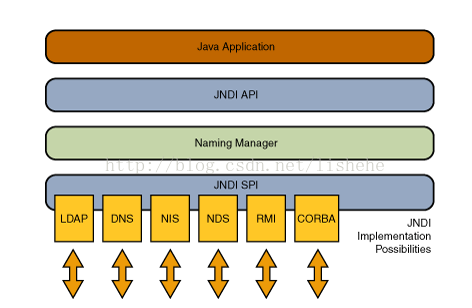 Java Application
JNDI API
Naming Manager
http://blog.csdn.net/lishehe
JNDI SPI
LDAP DNS NIS NDS RMI CORBA
JNDI
Implementation
Possibilities